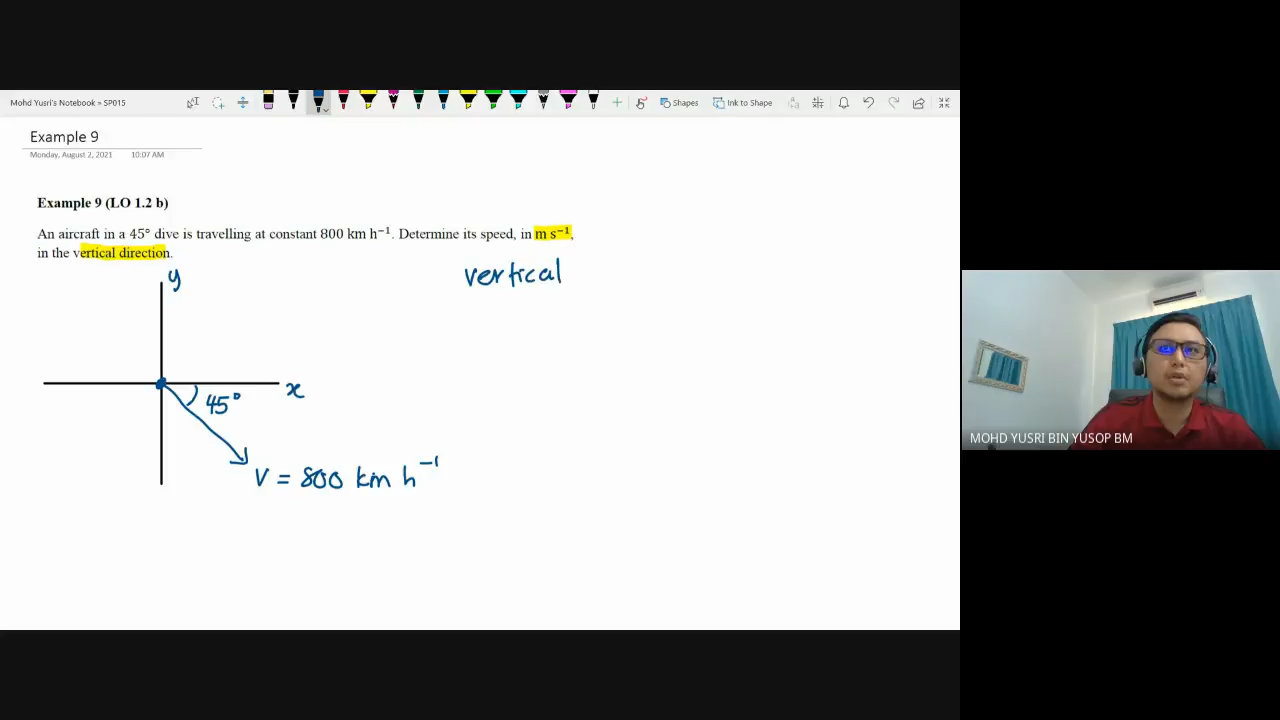 Mohd Yusri's Notebook » SP015
Shapes
Ink to Shape
Example 9
Monday, August 2, 2021 10:07 AM
Example 9 (LO 1.2 b)
An aircraft in a 45° dive is travelling at constant 800 km h⁻¹. Determine its speed, in m s⁻¹,
in the vertical direction.
y
vertical
x
45°
V = 800 km h⁻¹
MOHD YUSRI BIN YUSOP BM